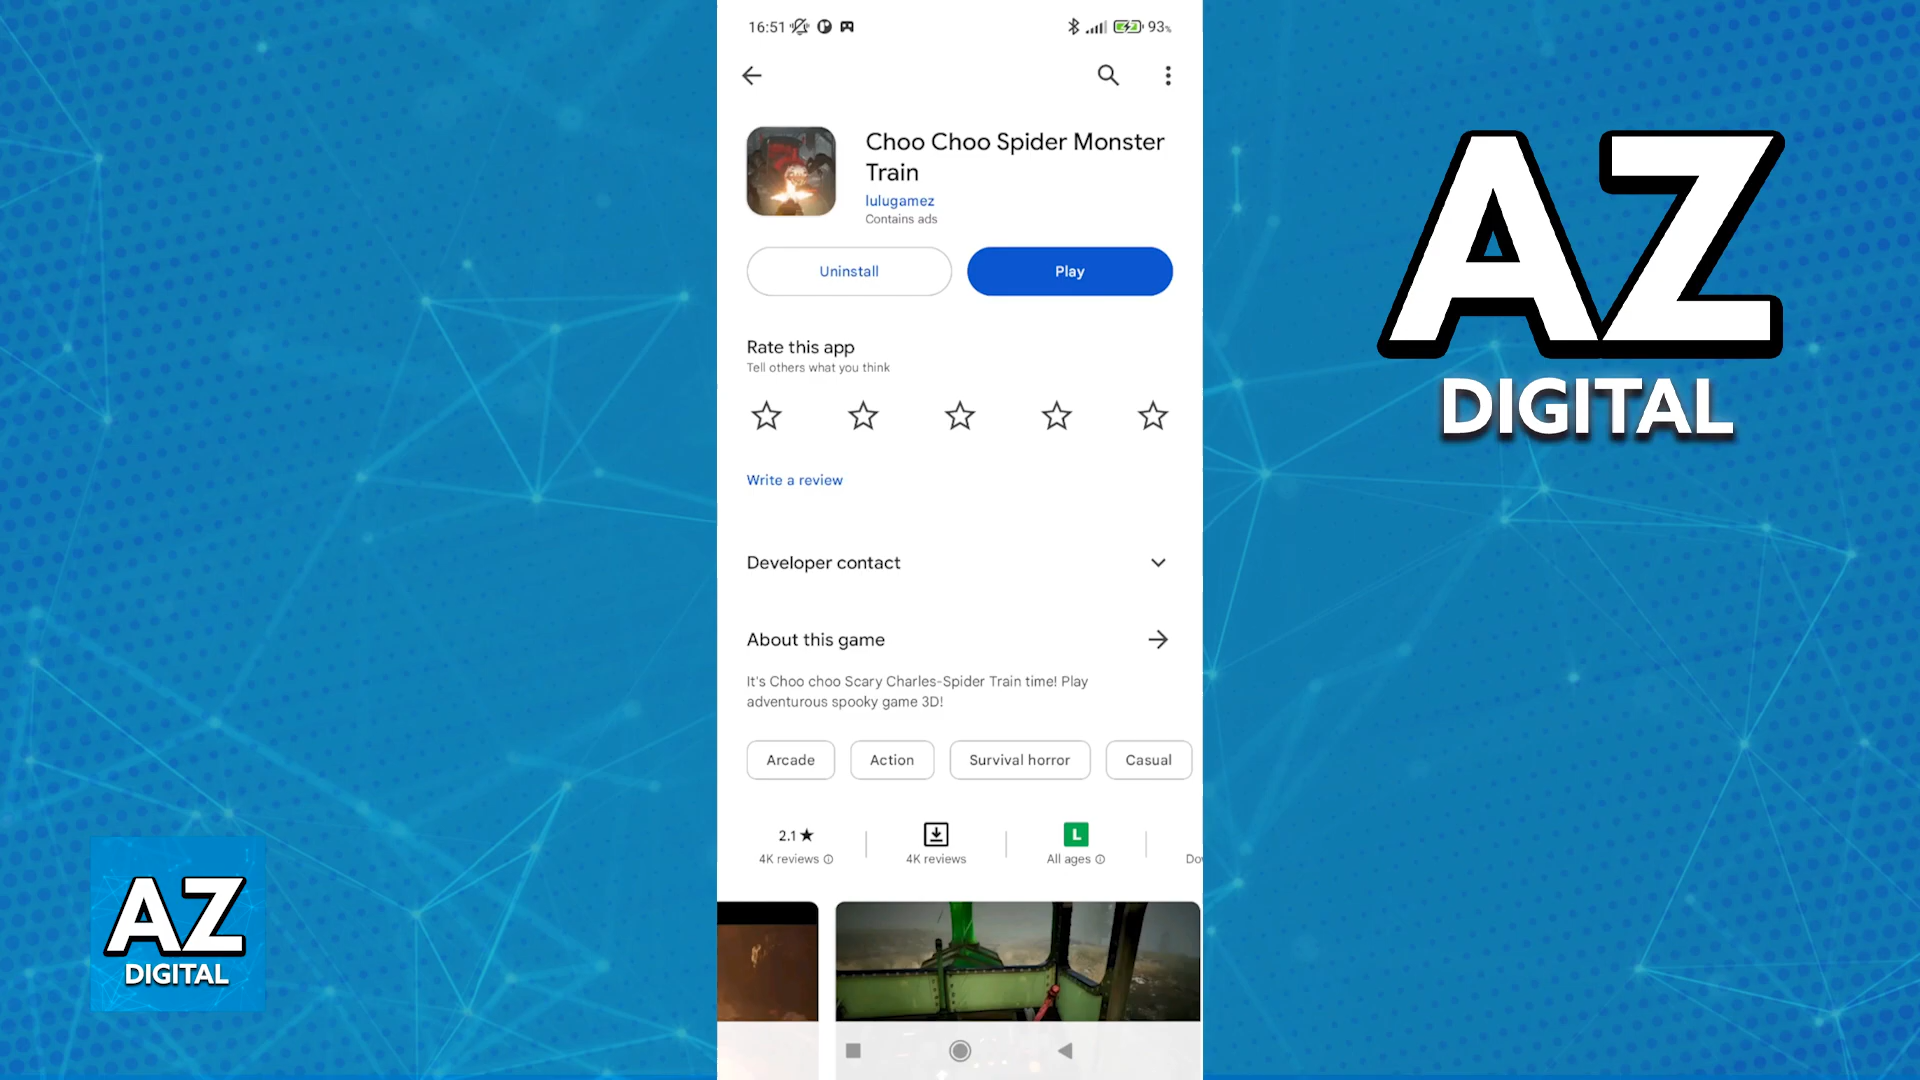 16:51
93%
Choo Choo Spider Monster
Train
lulugamez
Contains ads
Uninstall
Play
Rate this app
Tell others what you think
Write a review
Developer contact
About this game
It's Choo choo Scary Charles-Spider Train time! Play
adventurous spooky game 3D!
Arcade
Action
Survival horror
Casual
2.1★
4K reviews
4K reviews
L
All ages
Do
AZ
DIGITAL
AZ
DIGITAL